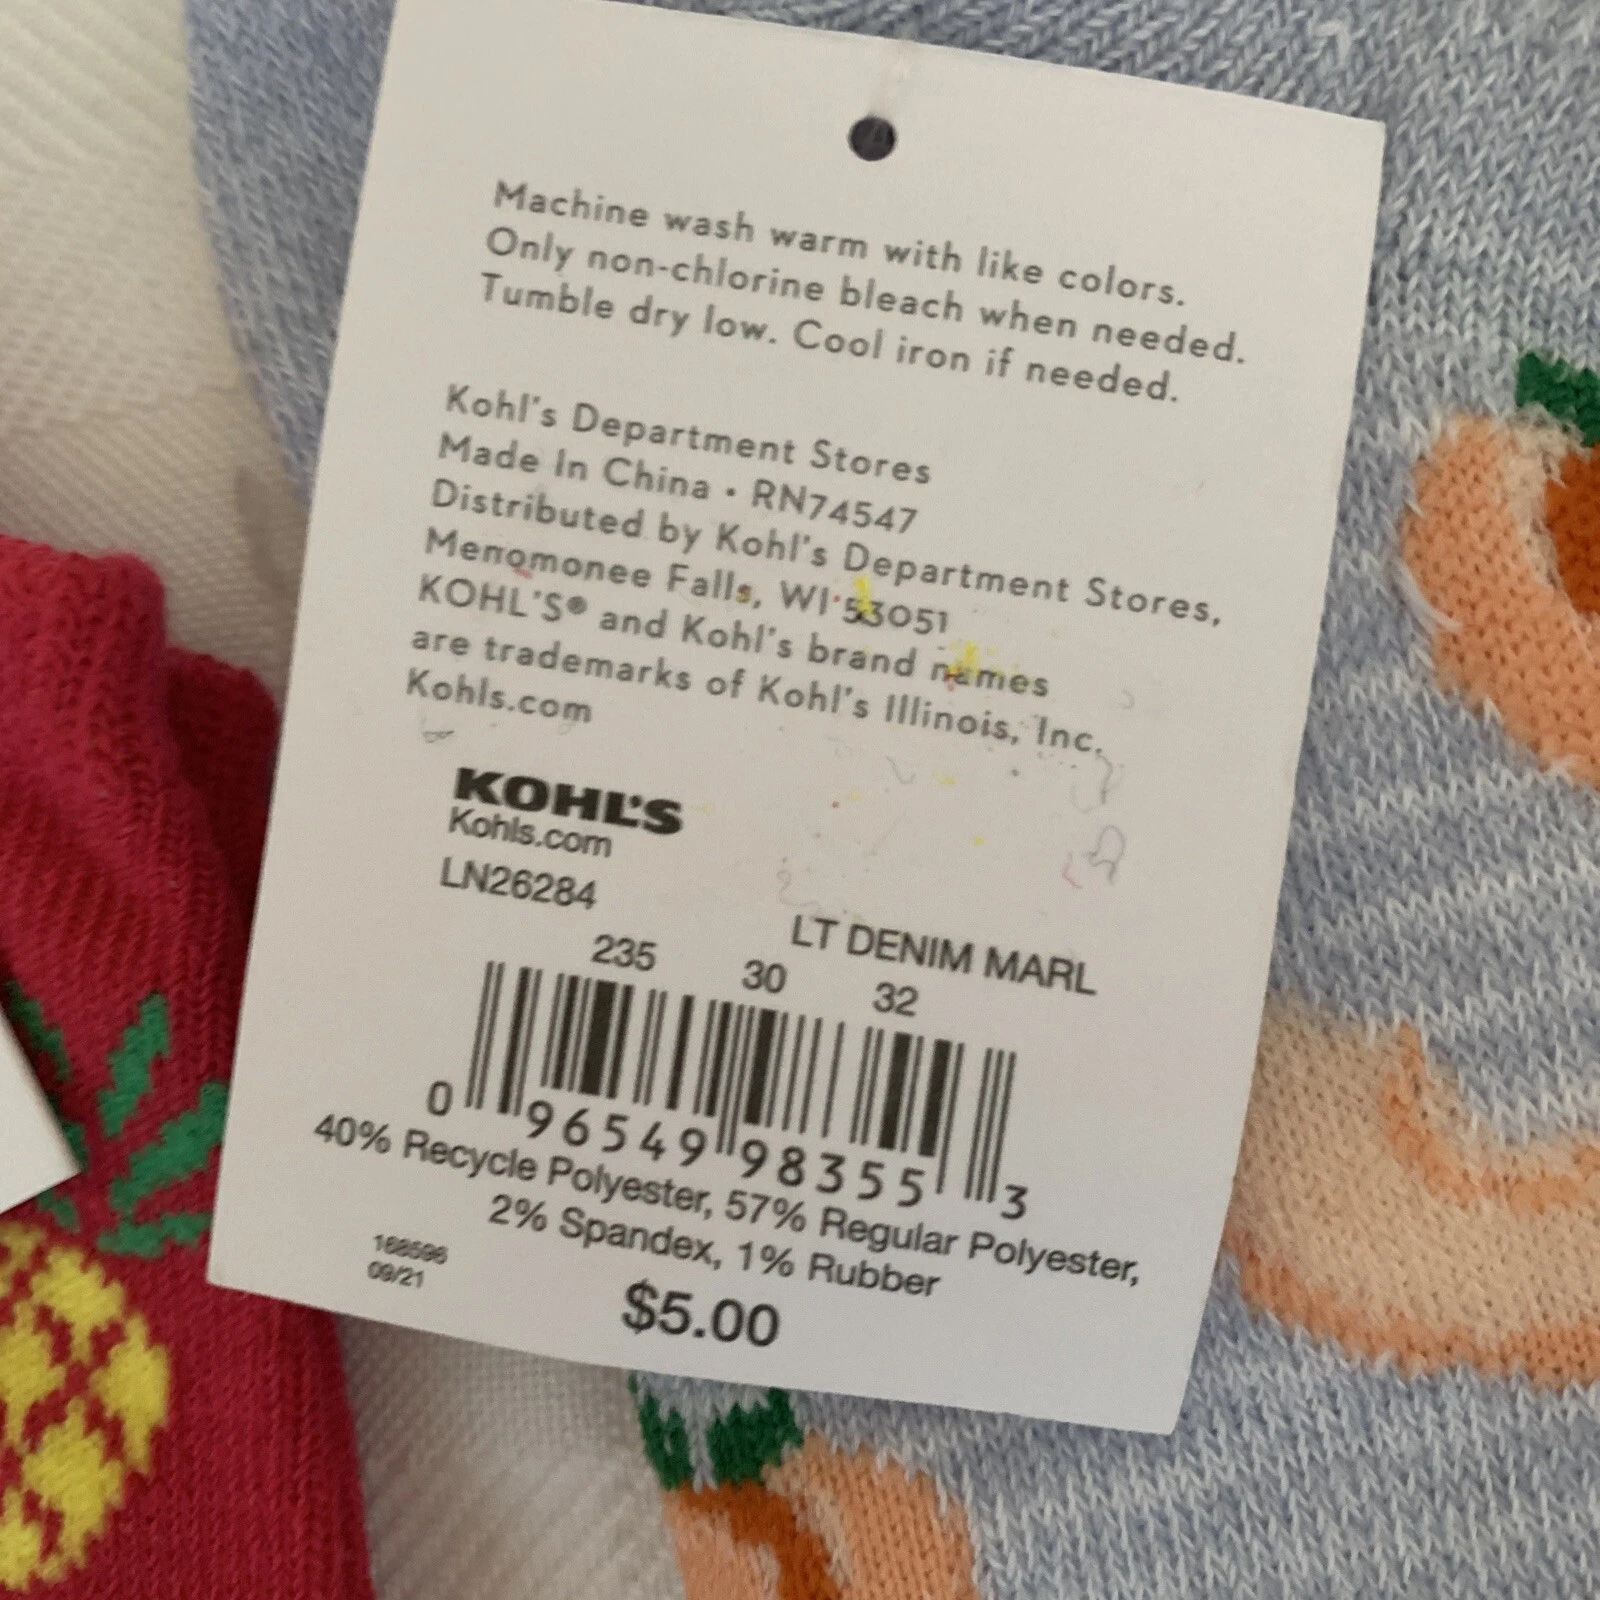 Machine wash warm with like colors.
Only non-chlorine bleach when needed.
Tumble dry low. Cool iron if needed.
Kohl's Department Stores
Made In China • RN74547
Distributed by Kohl's Department Stores,
Menomonee Falls, WI 53051
KOHL'S® and Kohl's brand names
are trademarks of Kohl's Illinois, Inc.
Kohls.com
KOHL'S
Kohls.com
LN26284
LT DENIM MARL
235 30 32
0 96549 98355 3
40% Recycle Polyester, 57% Regular Polyester,
2% Spandex, 1% Rubber
168596
09/21
$5.00